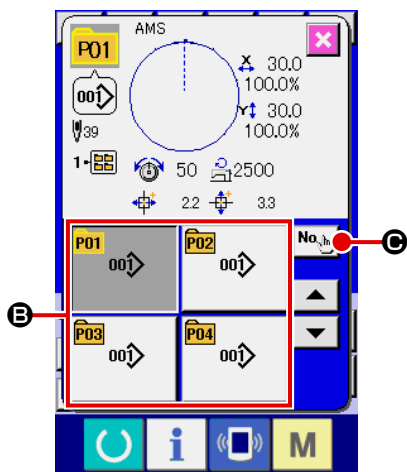 AMS
P01
X 30.0
100.0%
001
Y 30.0
100.0%
39
1
50 2500
2.2 3.3
P01 P02 No.
001 001
C
B
P03 P04
001 001
i M